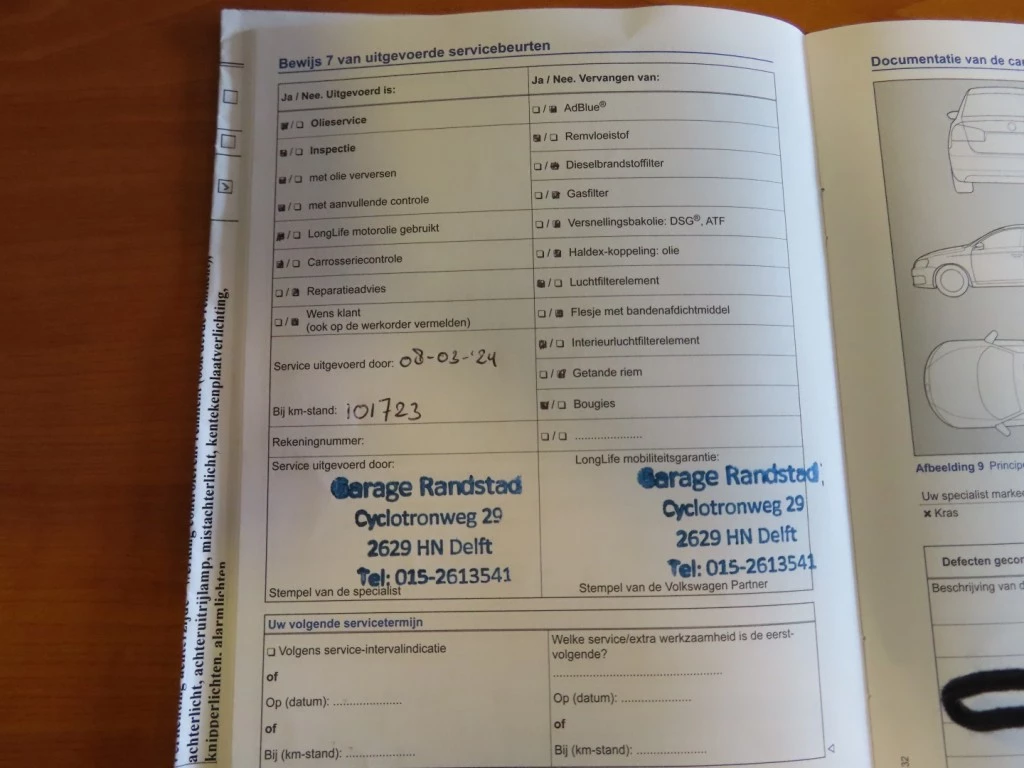 Bewijs 7 van uitgevoerde servicebeurten
Ja / Nee. Uitgevoerd is:
/ Olieservice
/ Inspectie
/ met olie verversen
/ met aanvullende controle
/ LongLife motorolie gebruikt
/ Carrosseriecontrole
/ Reparatieadvies
/ Wens klant
(ook op de werkorder vermelden)
Service uitgevoerd door: 08-03-'24
Bij km-stand: 101723
Rekeningnummer:
Service uitgevoerd door:
Garage Randstad
Cyclotronweg 29
2629 HN Delft
Tel: 015-2613541
Stempel van de specialist
Ja / Nee. Vervangen van:
/ AdBlue®
/ Remvloeistof
/ Dieselbrandstoffilter
/ Gasfilter
/ Versnellingsbakolie: DSG®, ATF
/ Haldex-koppeling: olie
/ Luchtfilterelement
/ Flesje met bandenafdichtmiddel
/ Interieurluchtfilterelement
/ Getande riem
/ Bougies
/ ......................
LongLife mobiliteitsgarantie:
Garage Randstad
Cyclotronweg 29
2629 HN Delft
Tel: 015-2613541
Stempel van de Volkswagen Partner
Uw volgende servicetermijn
Volgens service-intervalindicatie
of
Op (datum): ....................
of
Bij (km-stand): ....................
Welke service/extra werkzaamheid is de eerst-
volgende?
Op (datum): ....................
of
Bij (km-stand): ....................
achterlicht, achteruitrijlamp, mistachterlicht, kentekenplaatverlichting,
knipperlichten, alarmlichten
Documentatie van de
Afbeelding 9
Uw specialist
Kras
Defecten
Beschrijving van
32